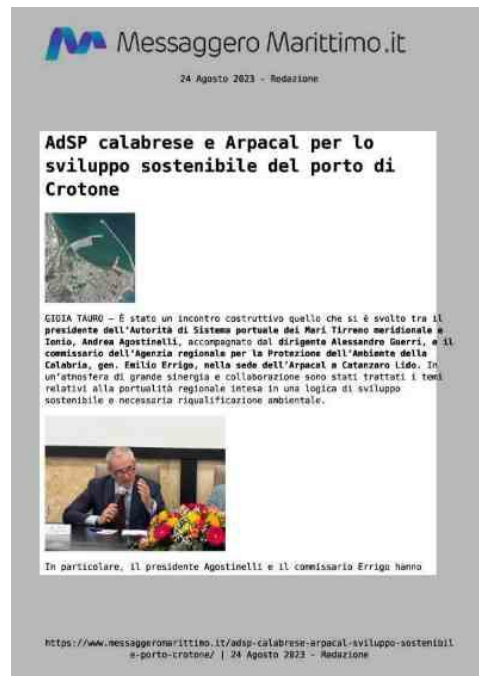 Messaggero Marittimo.it
24 Agosto 2023 - Redazione
AdSP calabrese e Arpacal per lo
sviluppo sostenibile del porto di
Crotone
GIOIA TAURO – È stato un incontro costruttivo quello che si è svolto tra il
presidente dell'Autorità di Sistema portuale dei Mari Tirreno meridionale e
Ionio, Andrea Agostinelli, accompagnato dal dirigente Alessandro Guerri, e il
commissario dell'Agenzia regionale per la Protezione dell'Ambiente della
Calabria, gen. Emilio Errigo, nella sede dell'Arpacal a Catanzaro Lido. In
un'atmosfera di grande sinergia e collaborazione sono stati trattati i temi
relativi alla portualità regionale intesa in una logica di sviluppo
sostenibile e necessaria riqualificazione ambientale.
In particolare, il presidente Agostinelli e il commissario Errigo hanno
https://www.messaggeromarittimo.it/adsp-calabrese-arpacal-sviluppo-sostenibil
e-porto-crotone/ | 24 Agosto 2023 - Redazione